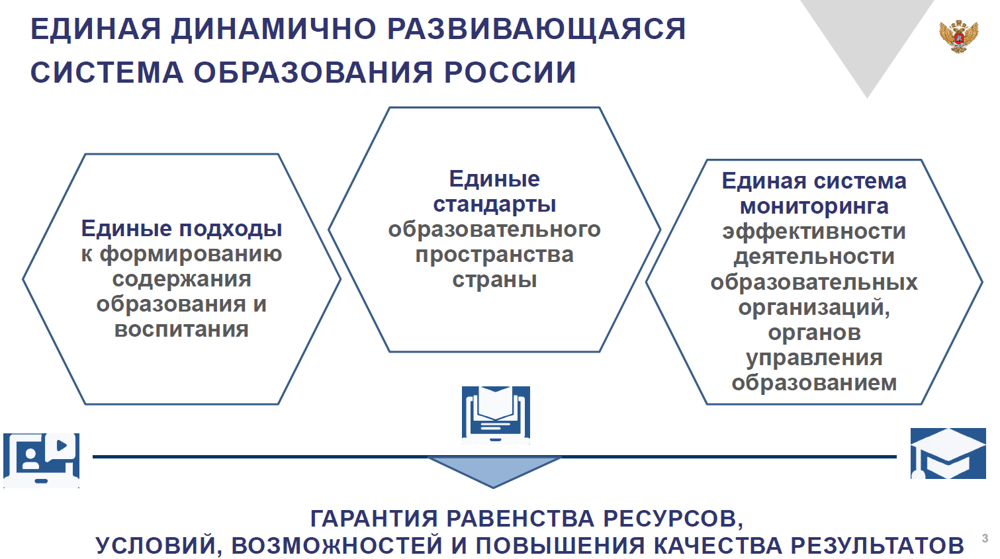 ЕДИНАЯ ДИНАМИЧНО РАЗВИВАЮЩАЯСЯ
СИСТЕМА ОБРАЗОВАНИЯ РОССИИ
Единые подходы
к формированию
содержания
образования и
воспитания
Единые
стандарты
образовательного
пространства
страны
Единая система
мониторинга
эффективности
деятельности
образовательных
организаций,
органов
управления
образованием
ГАРАНТИЯ РАВЕНСТВА РЕСУРСОВ,
УСЛОВИЙ, ВОЗМОЖНОСТЕЙ И ПОВЫШЕНИЯ КАЧЕСТВА РЕЗУЛЬТАТОВ
3